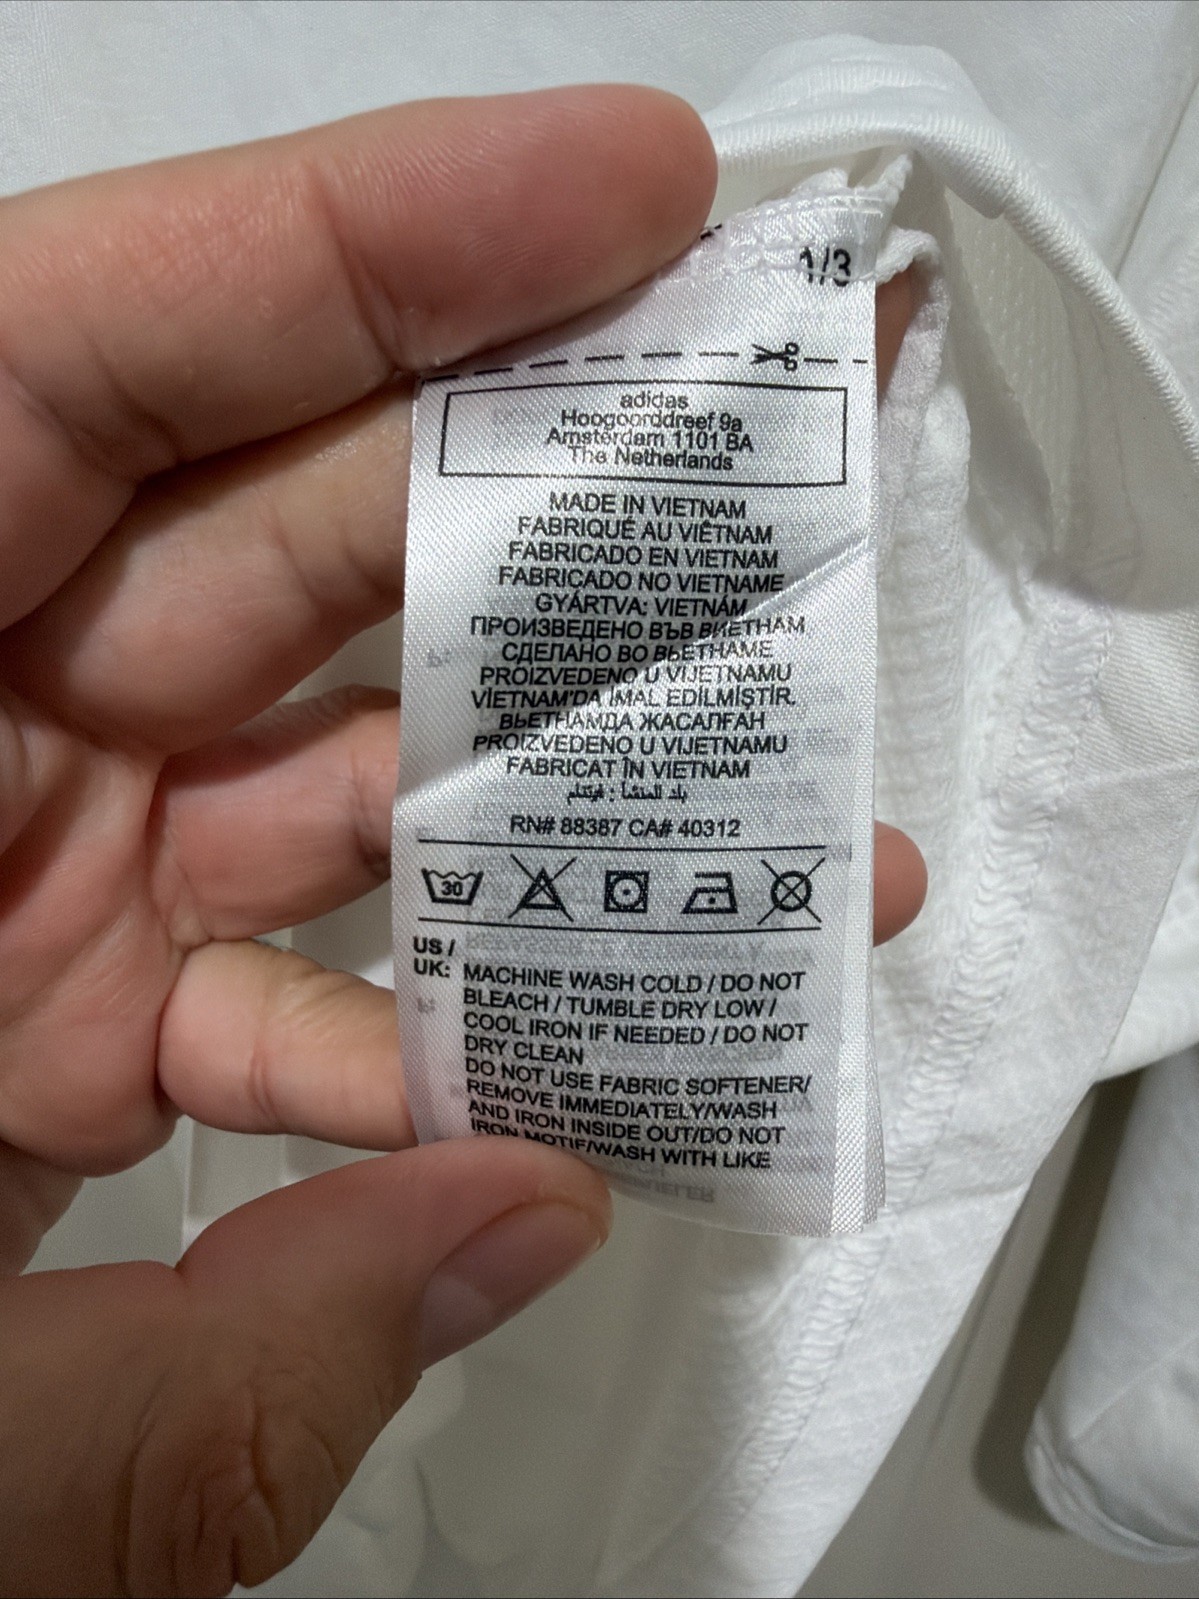 1/3
adidas
Hoogoorddreef 9a
Amsterdam 1101 BA
The Netherlands
MADE IN VIETNAM
FABRIQUÉ AU VIÊTNAM
FABRICADO EN VIETNAM
FABRICADO NO VIETNAME
GYÁRTVA: VIETNÁM
ПРОИЗВЕДЕНО ВЪВ ВИЕТНАМ
СДЕЛАНО ВО ВЬЕТНАМЕ
PROIZVEDENO U VIJETNAMU
VİETNAM'DA İMAL EDİLMİŞTİR.
ВЬЕТНАМДА ЖАСАЛҒАН
PROIZVEDENO U VIJETNAMU
FABRICAT ÎN VIETNAM
بلد المنشأ : فيتنام
RN# 88387 CA# 40312
30
US /
UK: MACHINE WASH COLD / DO NOT
BLEACH / TUMBLE DRY LOW /
COOL IRON IF NEEDED / DO NOT
DRY CLEAN
DO NOT USE FABRIC SOFTENER/
REMOVE IMMEDIATELY/WASH
AND IRON INSIDE OUT/DO NOT
IRON MOTIF/WASH WITH LIKE